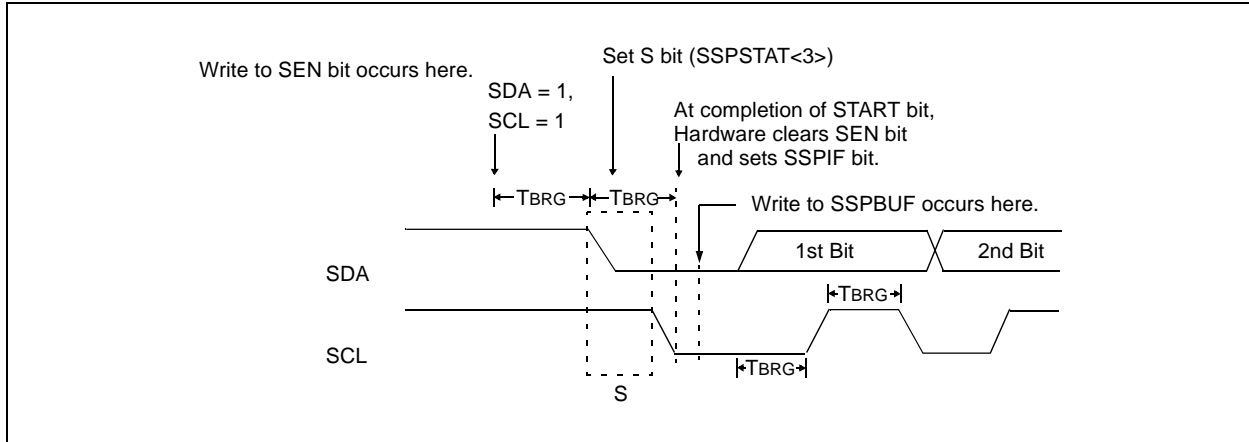 Write to SEN bit occurs here.
Set S bit (SSPSTAT<3>)
SDA = 1,
SCL = 1
At completion of START bit,
Hardware clears SEN bit
and sets SSPIF bit.
TBRG
TBRG
Write to SSPBUF occurs here.
SDA
1st Bit
2nd Bit
TBRG
SCL
TBRG
S